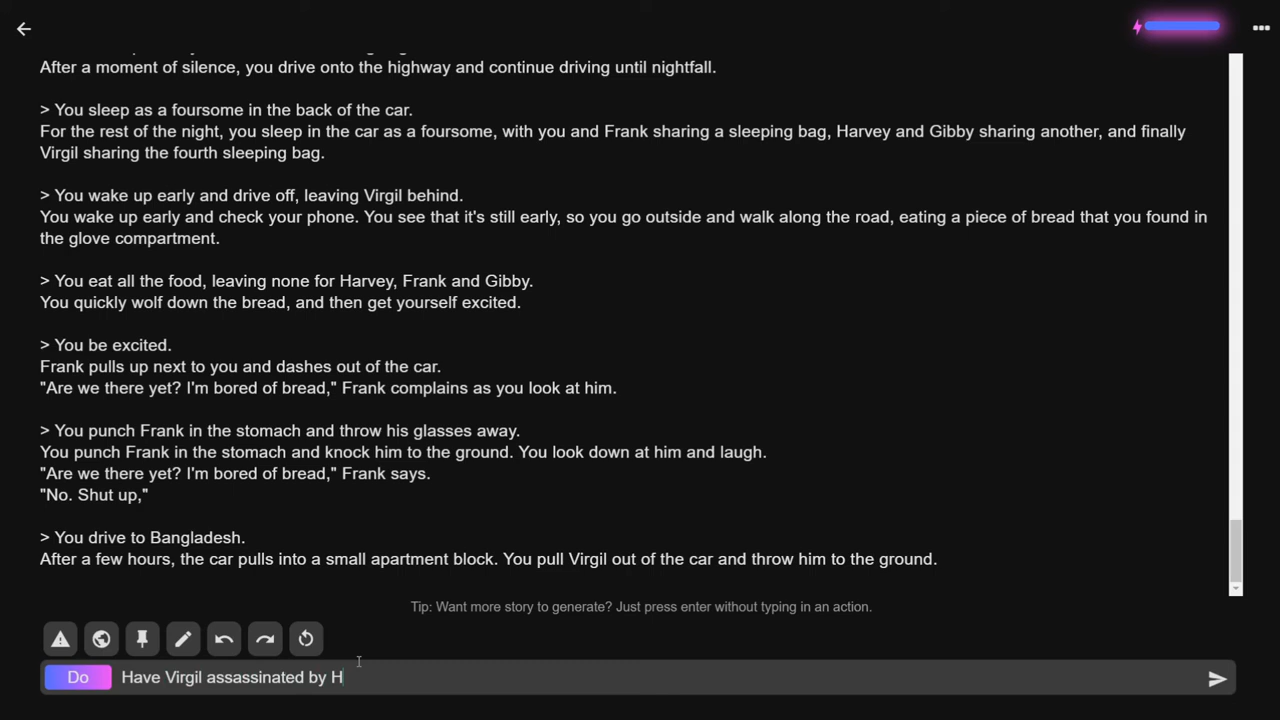 After a moment of silence, you drive onto the highway and continue driving until nightfall.
> You sleep as a foursome in the back of the car.
For the rest of the night, you sleep in the car as a foursome, with you and Frank sharing a sleeping bag, Harvey and Gibby sharing another, and finally
Virgil sharing the fourth sleeping bag.
> You wake up early and drive off, leaving Virgil behind.
You wake up early and check your phone. You see that it's still early, so you go outside and walk along the road, eating a piece of bread that you found in
the glove compartment.
> You eat all the food, leaving none for Harvey, Frank and Gibby.
You quickly wolf down the bread, and then get yourself excited.
> You be excited.
Frank pulls up next to you and dashes out of the car.
"Are we there yet? I'm bored of bread," Frank complains as you look at him.
> You punch Frank in the stomach and throw his glasses away.
You punch Frank in the stomach and knock him to the ground. You look down at him and laugh.
"Are we there yet? I'm bored of bread," Frank says.
"No. Shut up,"
> You drive to Bangladesh.
After a few hours, the car pulls into a small apartment block. You pull Virgil out of the car and throw him to the ground.
Tip: Want more story to generate? Just press enter without typing in an action.
Do Have Virgil assassinated by H